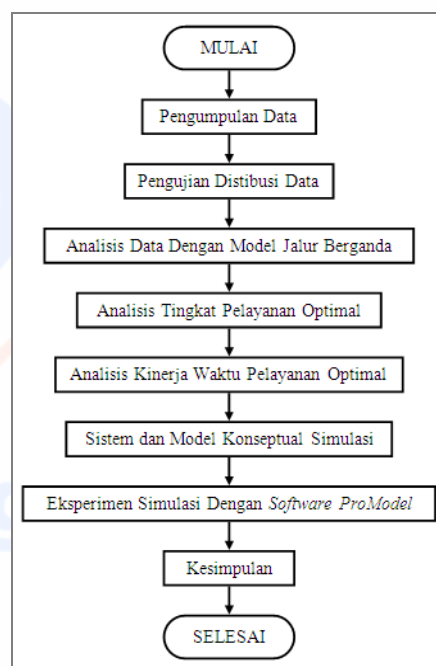 MULAI
Pengumpulan Data
Pengujian Distibusi Data
Analisis Data Dengan Model Jalur Berganda
Analisis Tingkat Pelayanan Optimal
Analisis Kinerja Waktu Pelayanan Optimal
Sistem dan Model Konseptual Simulasi
Eksperimen Simulasi Dengan Software ProModel
Kesimpulan
SELESAI